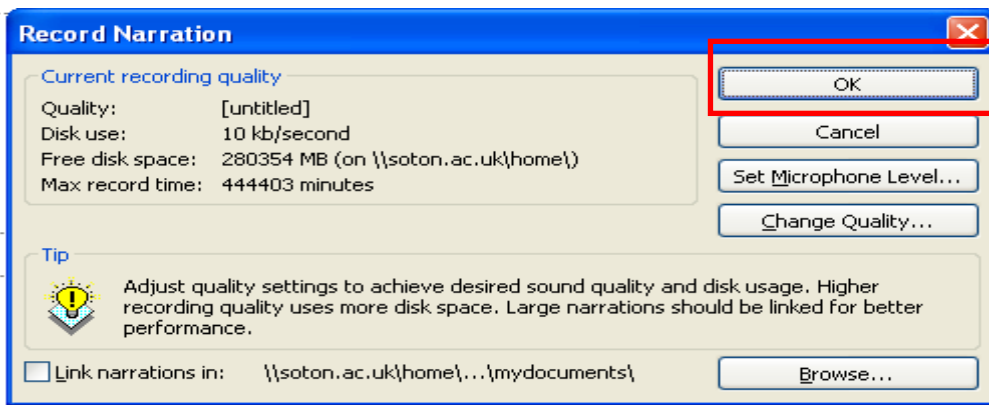 Record Narration
Current recording quality
Quality: [untitled]
Disk use: 10 kb/second
Free disk space: 280354 MB (on \\soton.ac.uk\home\)
Max record time: 444403 minutes
OK
Cancel
Set Microphone Level...
Change Quality...
Tip
Adjust quality settings to achieve desired sound quality and disk usage. Higher
recording quality uses more disk space. Large narrations should be linked for better
performance.
Link narrations in: \\soton.ac.uk\home\...\mydocuments\
Browse...